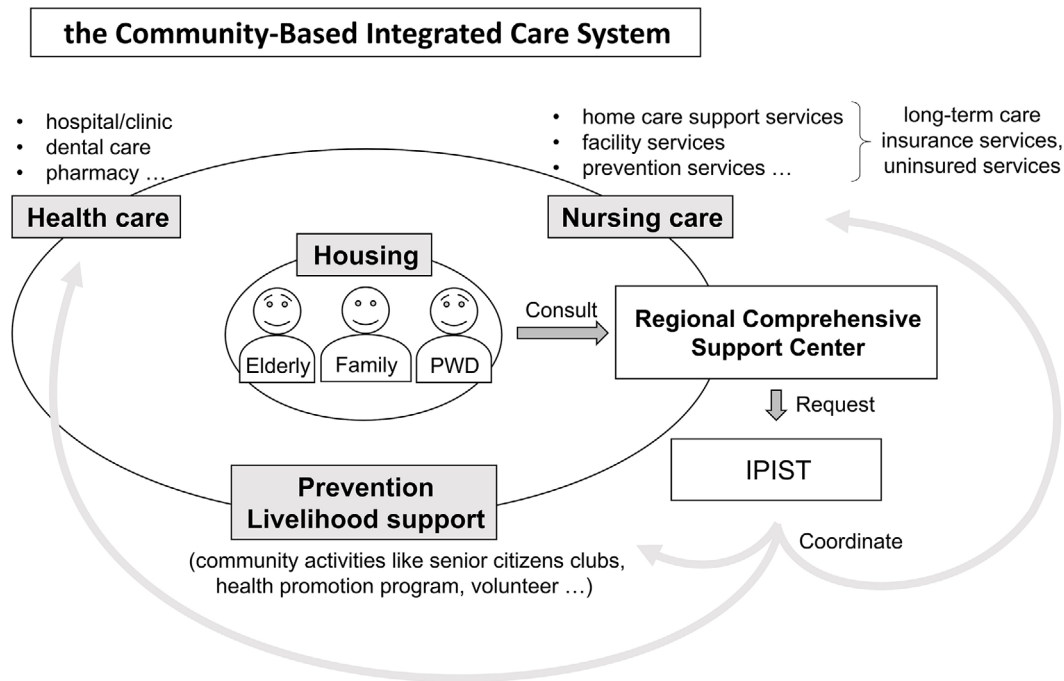 the Community-Based Integrated Care System
• hospital/clinic
• dental care
• pharmacy …
• home care support services
• facility services
• prevention services …
long-term care
insurance services,
uninsured services
Health care
Nursing care
Housing
Elderly
Family
PWD
Consult
Regional Comprehensive
Support Center
Request
IPIST
Coordinate
Prevention
Livelihood support
(community activities like senior citizens clubs,
health promotion program, volunteer …)